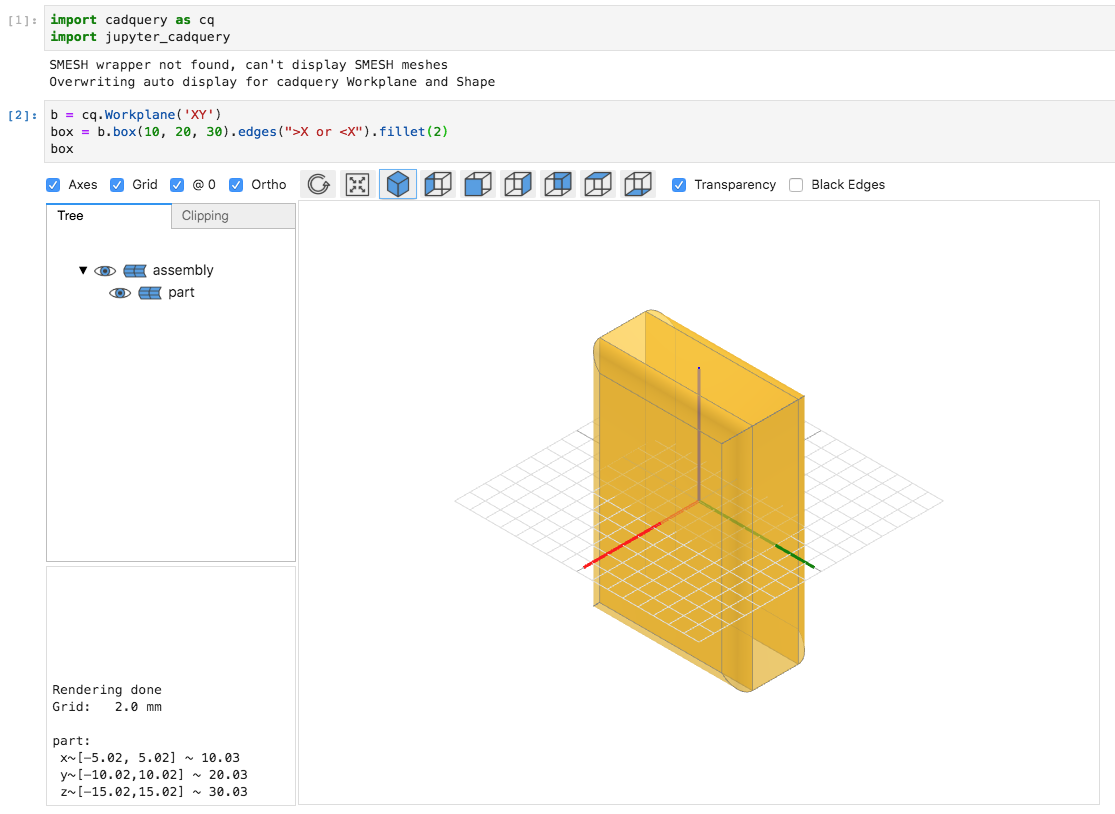 [1]: import cadquery as cq
import jupyter_cadquery
SMESH wrapper not found, can't display SMESH meshes
Overwriting auto display for cadquery Workplane and Shape
[2]: b = cq.Workplane('XY')
box = b.box(10, 20, 30).edges(">X or <X").fillet(2)
box
Axes Grid @ 0 Ortho Transparency Black Edges
Tree Clipping
▼ assembly
part
Rendering done
Grid:   2.0 mm
part:
x~[-5.02, 5.02] ~ 10.03
y~[-10.02,10.02] ~ 20.03
z~[-15.02,15.02] ~ 30.03